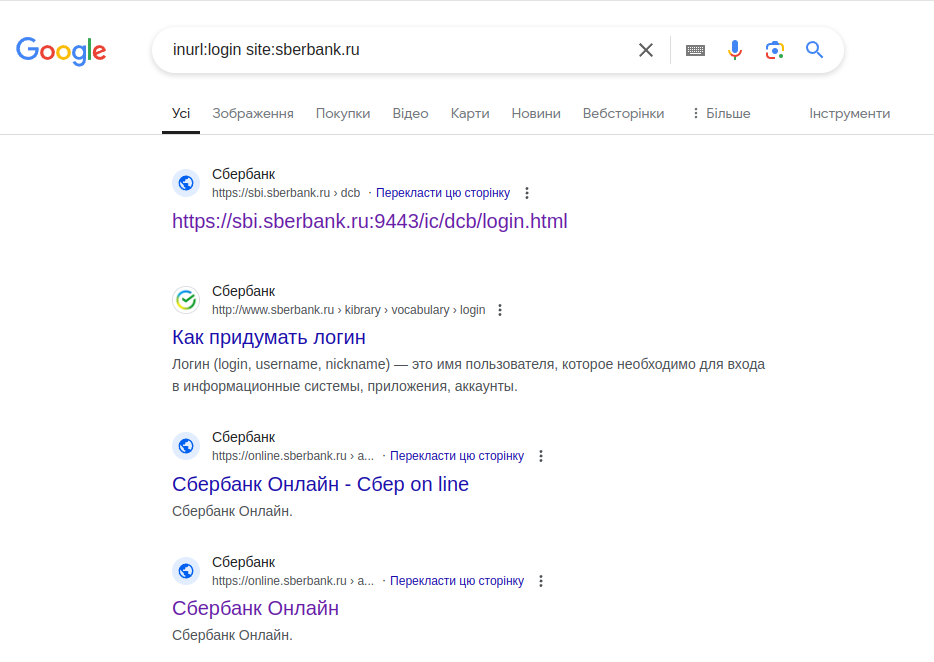 Google
inurl:login site:sberbank.ru
Усі Зображення Покупки Відео Карти Новини Вебсторінки Більше Інструменти
Сбербанк
https://sbi.sberbank.ru › dcb · Перекласти цю сторінку
https://sbi.sberbank.ru:9443/ic/dcb/login.html
Сбербанк
http://www.sberbank.ru › kibrary › vocabulary › login
Как придумать логин
Логин (login, username, nickname) — это имя пользователя, которое необходимо для входа
в информационные системы, приложения, аккаунты.
Сбербанк
https://online.sberbank.ru › a... · Перекласти цю сторінку
Сбербанк Онлайн - Сбер on line
Сбербанк Онлайн.
Сбербанк
https://online.sberbank.ru › a... · Перекласти цю сторінку
Сбербанк Онлайн
Сбербанк Онлайн.